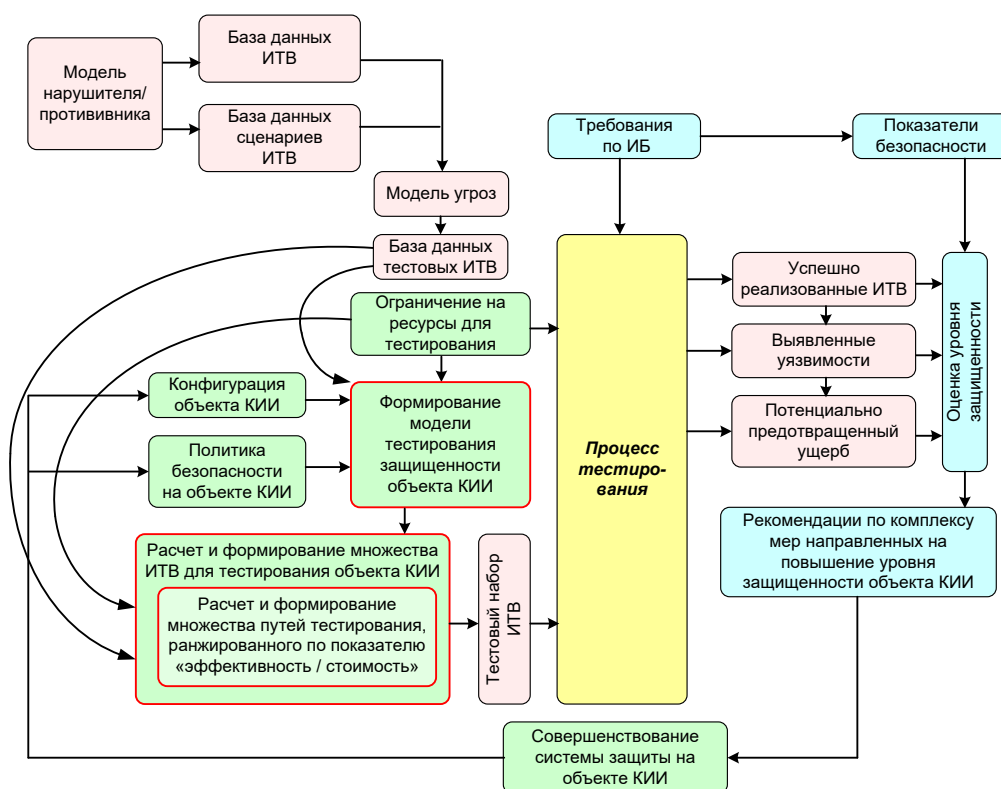 База данных
ИТВ
Модель
нарушителя/
протививника
База данных
сценариев
ИТВ
Требования
по ИБ
Показатели
безопасности
Модель угроз
База данных
тестовых ИТВ
Ограничение на
ресурсы для
тестирования
Успешно
реализованные ИТВ
Выявленные
уязвимости
Потенциально
предотвращенный
ущерб
Оценка уровня
защищенности
Конфигурация
объекта КИИ
Политика
безопасности
на объекте КИИ
Формирование
модели
тестирования
защищенности
объекта КИИ
Процесс
тестиро-
вания
Расчет и формирование множества
ИТВ для тестирования объекта КИИ
Расчет и формирование
множества путей тестирования,
ранжированного по показателю
«эффективность / стоимость»
Тестовый набор
ИТВ
Рекомендации по комплексу
мер направленных на
повышение уровня
защищенности объекта КИИ
Совершенствование
системы защиты на
объекте КИИ